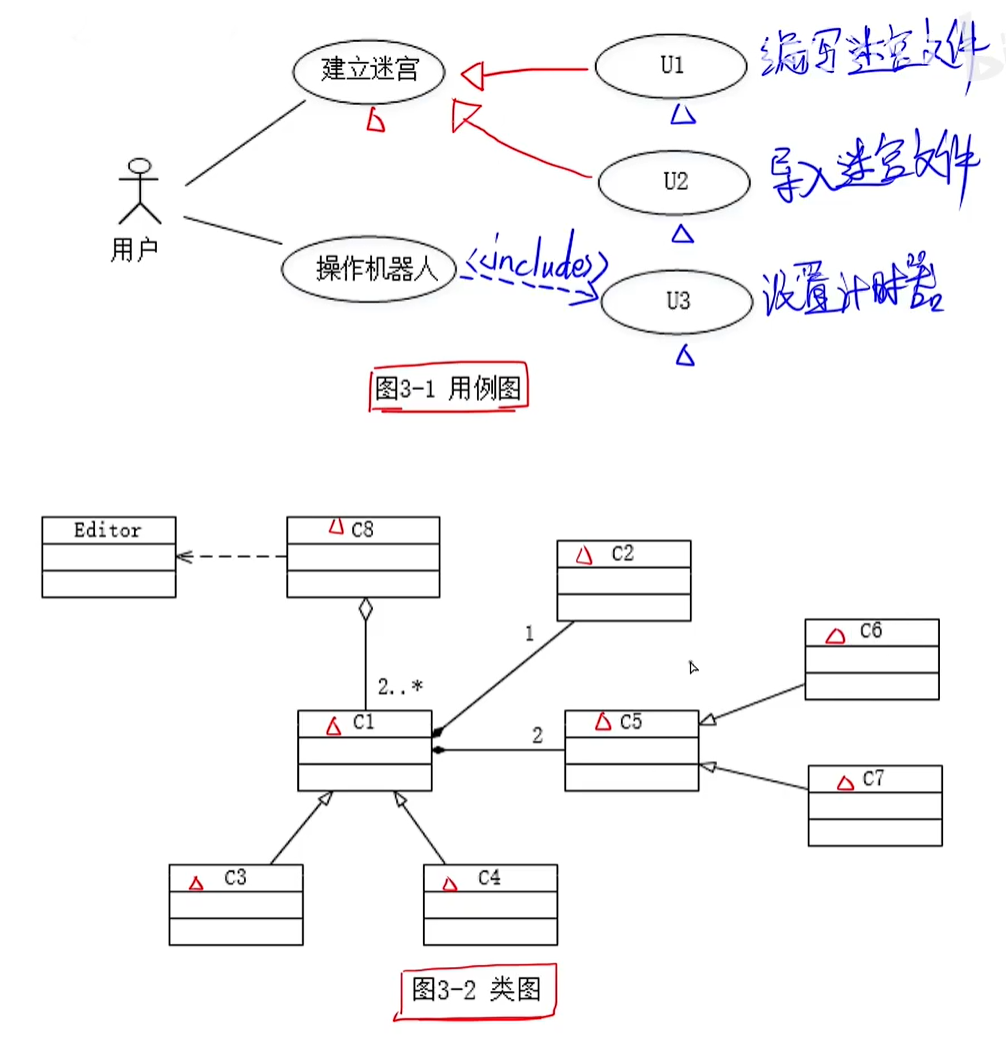 建立迷宫
U1
编写迷宫文件
U2
导入迷宫文件
用户
操作机器人
<<includes>>
U3
设置计时器
图3-1 用例图
Editor
C8
C2
1
C6
2..*
C1
2
C5
C7
C3
C4
图3-2 类图